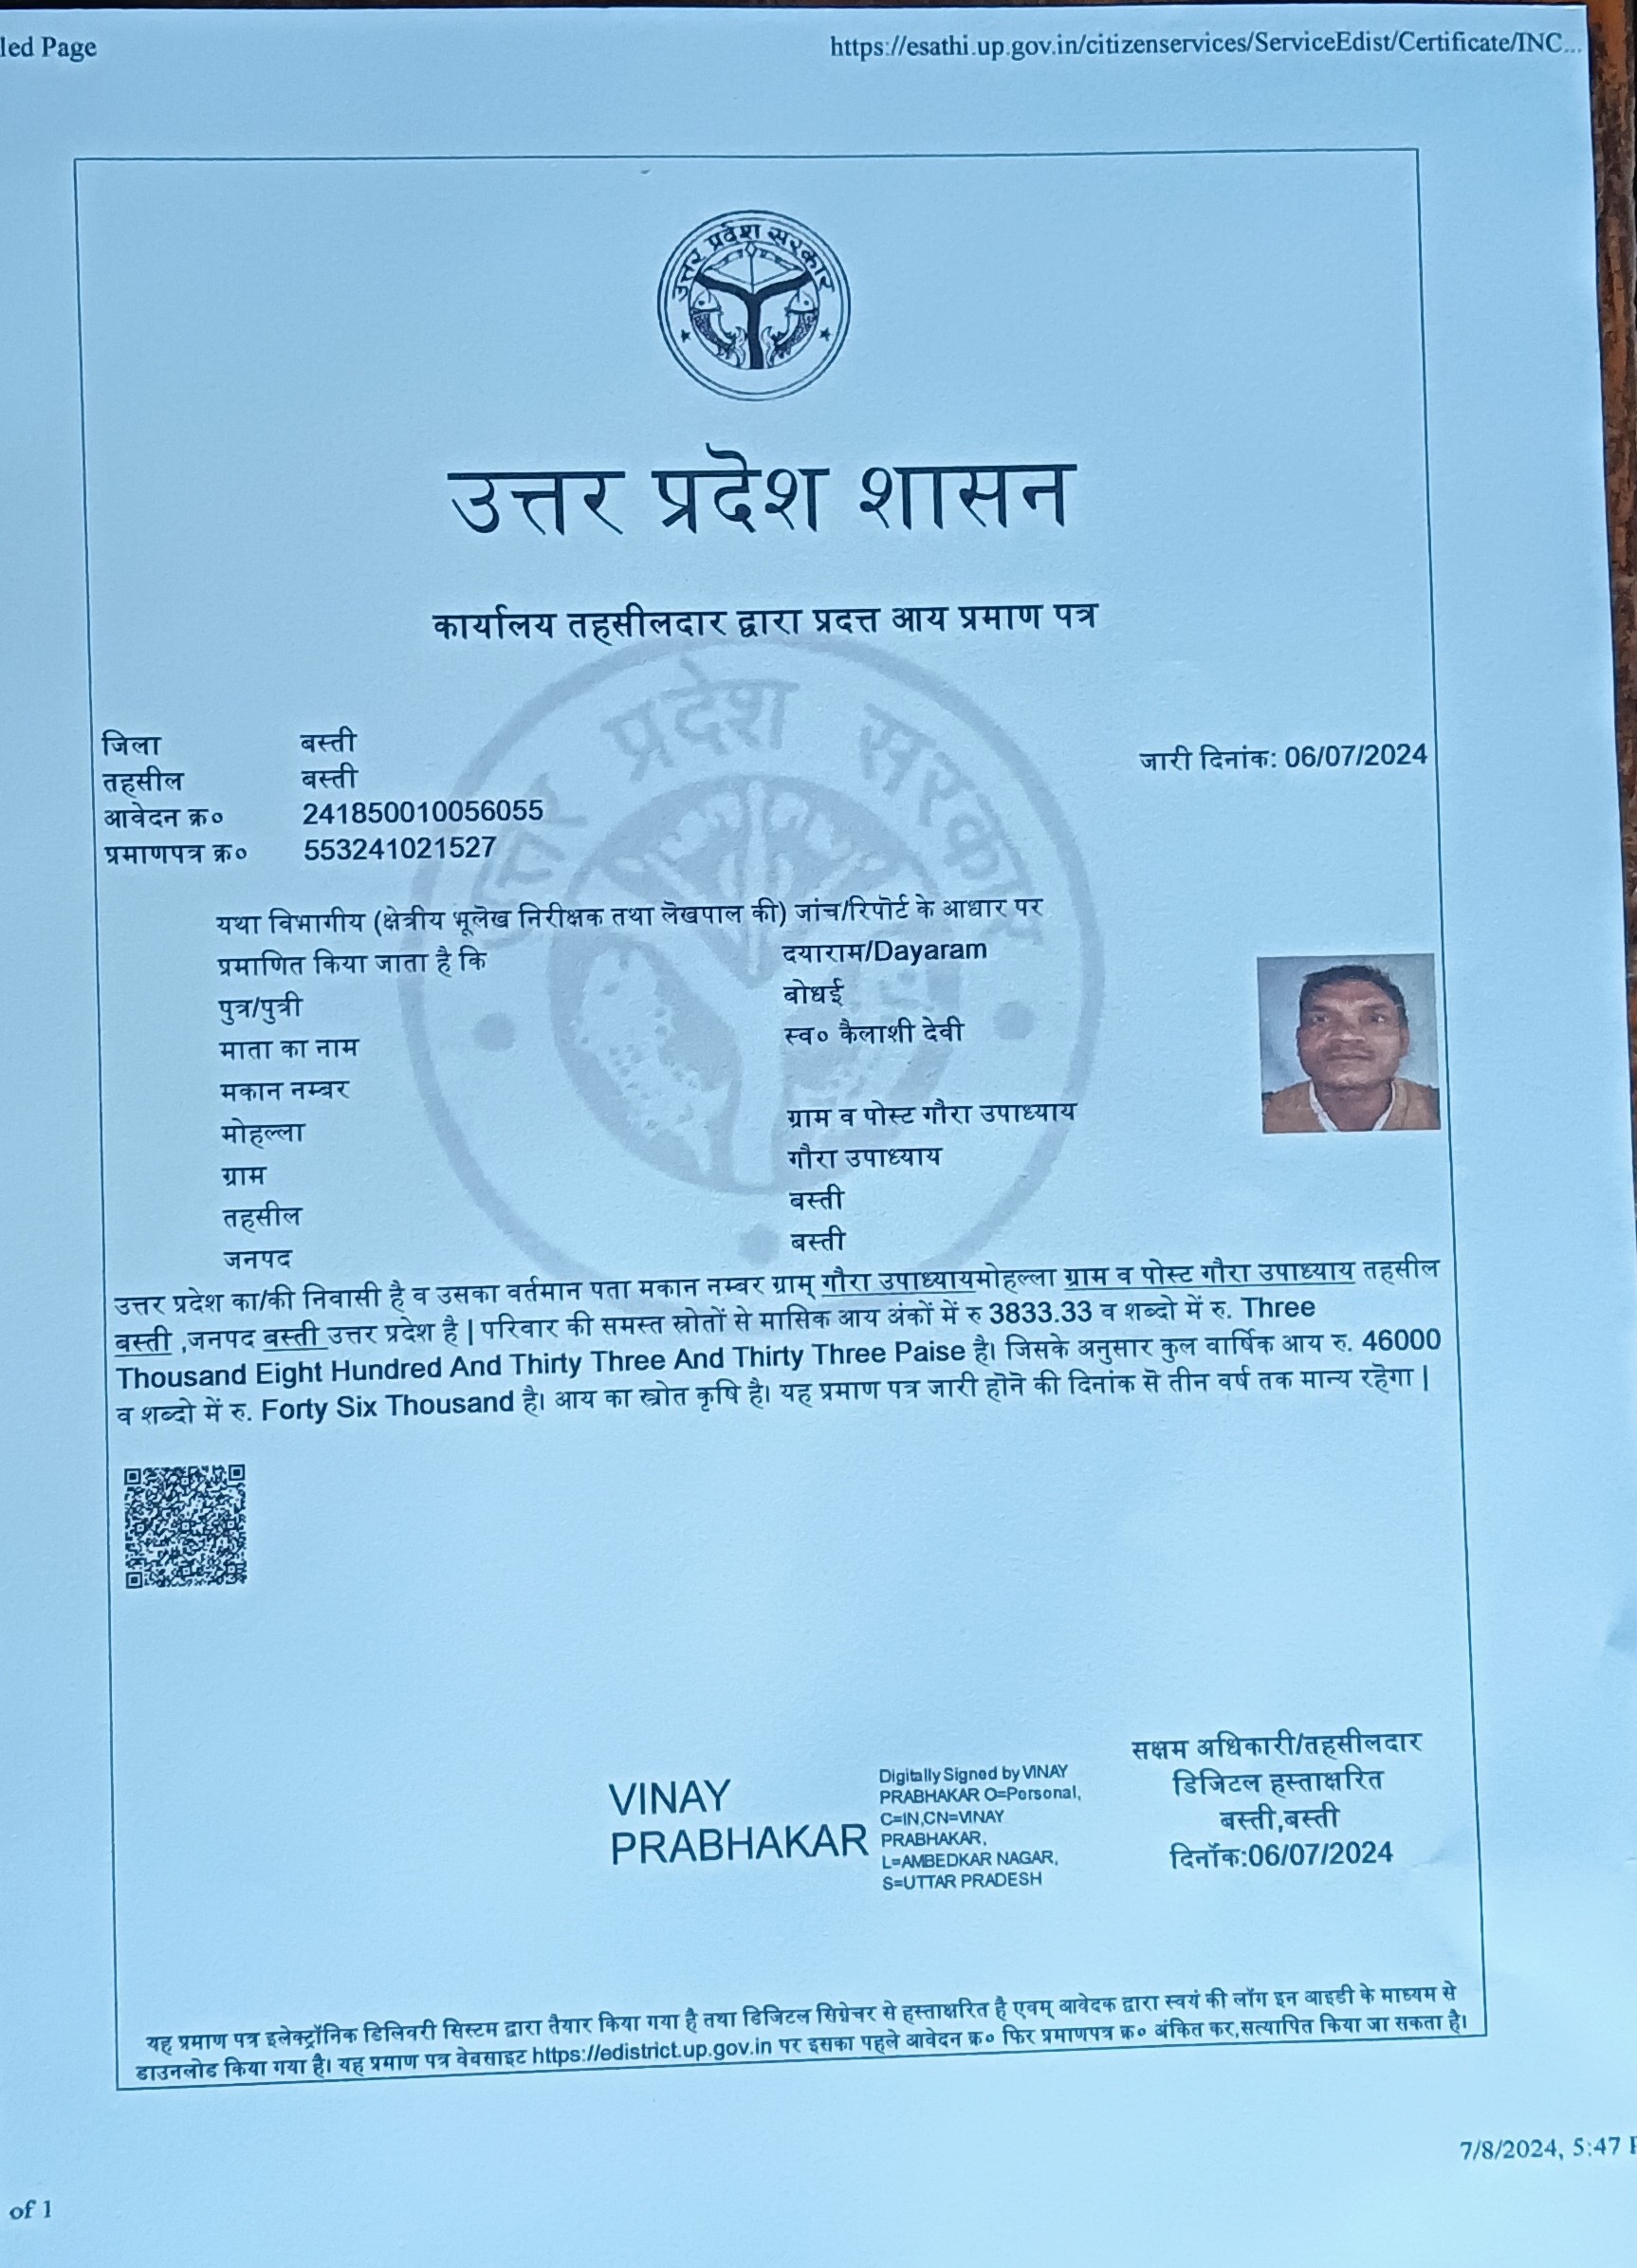 led Page
https://esathi.up.gov.in/citizenservices/ServiceEdist/Certificate/INC...
उत्तर प्रदेश सरकार
उत्तर प्रदेश शासन
कार्यालय तहसीलदार द्वारा प्रदत्त आय प्रमाण पत्र
जिला बस्ती
जारी दिनांक: 06/07/2024
तहसील बस्ती
आवेदन क्र० 241850010056055
प्रमाणपत्र क्र० 553241021527
यथा विभागीय (क्षेत्रीय भूलेख निरीक्षक तथा लेखपाल की) जांच/रिपोर्ट के आधार पर
प्रमाणित किया जाता है कि दयाराम/Dayaram
पुत्र/पुत्री बोधई
माता का नाम स्व० कैलाशी देवी
मकान नम्बर
मोहल्ला ग्राम व पोस्ट गौरा उपाध्याय
ग्राम गौरा उपाध्याय
तहसील बस्ती
जनपद बस्ती
उत्तर प्रदेश का/की निवासी है व उसका वर्तमान पता मकान नम्बर ग्राम् गौरा उपाध्यायमोहल्ला ग्राम व पोस्ट गौरा उपाध्याय तहसील
बस्ती ,जनपद बस्ती उत्तर प्रदेश है | परिवार की समस्त स्रोतों से मासिक आय अंकों में रु 3833.33 व शब्दो में रु. Three
Thousand Eight Hundred And Thirty Three And Thirty Three Paise है। जिसके अनुसार कुल वार्षिक आय रु. 46000
व शब्दो में रु. Forty Six Thousand है। आय का स्त्रोत कृषि है। यह प्रमाण पत्र जारी होने की दिनांक से तीन वर्ष तक मान्य रहेगा |
सक्षम अधिकारी/तहसीलदार
डिजिटल हस्ताक्षरित
बस्ती,बस्ती
दिनॉक:06/07/2024
VINAY
PRABHAKAR
Digitally Signed by VINAY
PRABHAKAR O=Personal,
C=IN,CN=VINAY
PRABHAKAR,
L=AMBEDKAR NAGAR,
S=UTTAR PRADESH
यह प्रमाण पत्र इलेक्ट्रॉनिक डिलिवरी सिस्टम द्वारा तैयार किया गया है तथा डिजिटल सिग्नेचर से हस्ताक्षरित है एवम् आवेदक द्वारा स्वयं की लॉग इन आइडी के माध्यम से
डाउनलोड किया गया है। यह प्रमाण पत्र वेबसाइट https://edistrict.up.gov.in पर इसका पहले आवेदन क्र० फिर प्रमाणपत्र क्र० अंकित कर,सत्यापित किया जा सकता है।
7/8/2024, 5:47
of 1